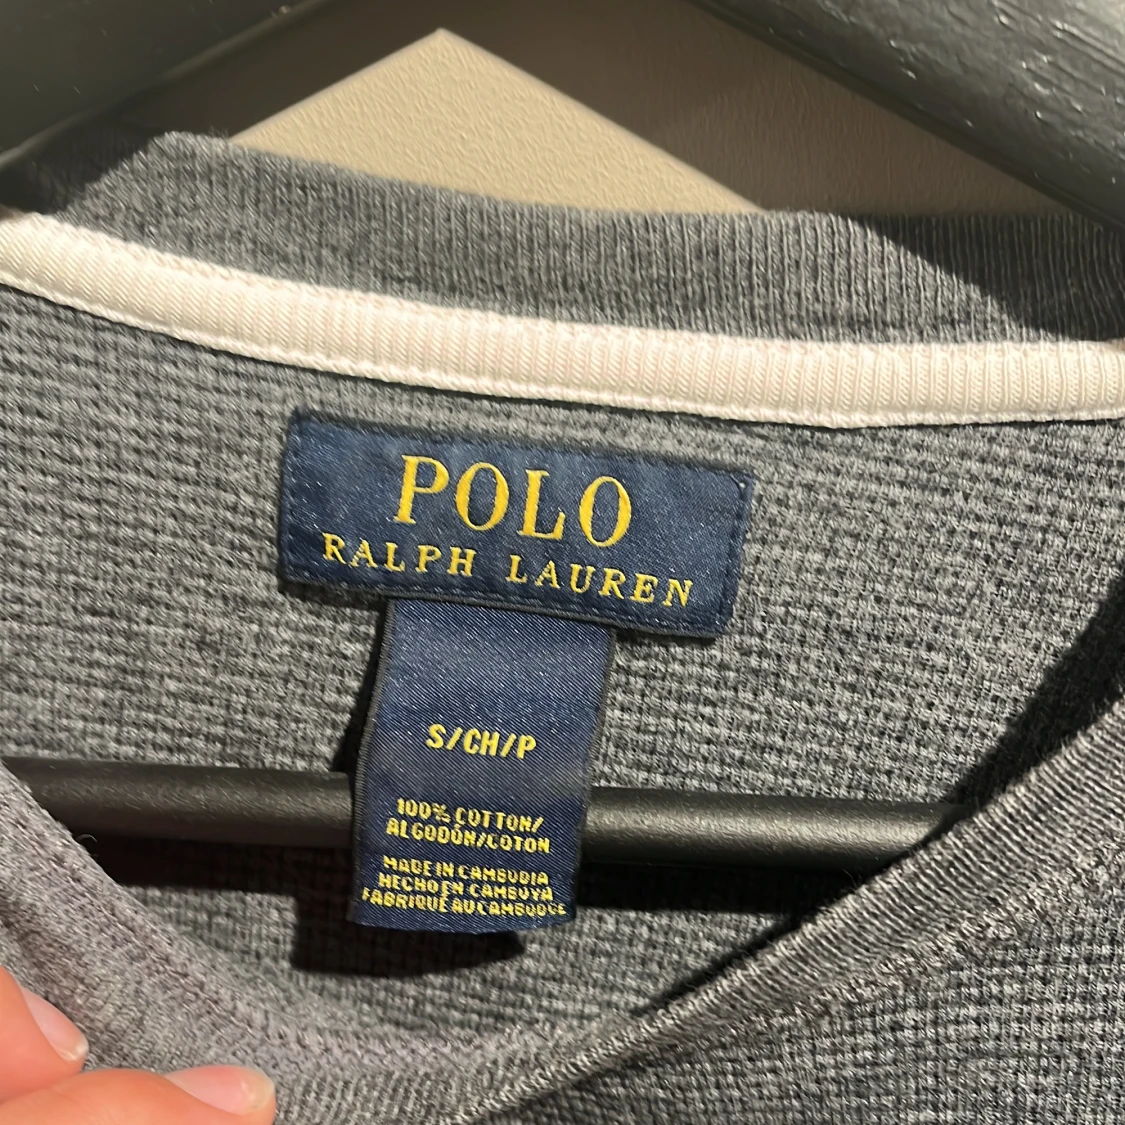 POLO
RALPH LAUREN
S/CH/P
100% COTTON/
ALGODÓN/COTON
MADE IN CAMBODIA
HECHO EN CAMBOYA
FABRIQUÉ AU CAMBODGE